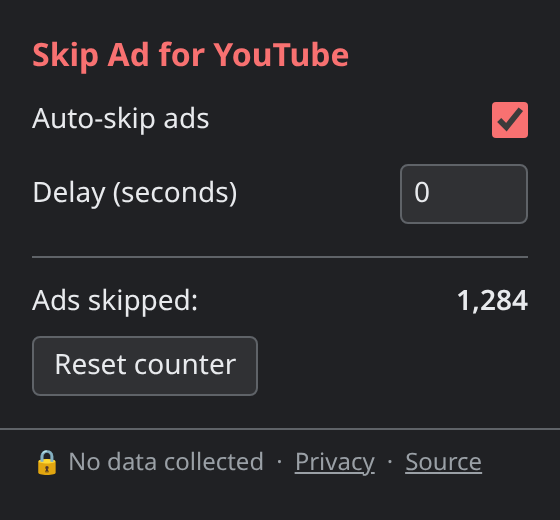 Skip Ad for YouTube
Auto-skip ads
Delay (seconds) 0
Ads skipped: 1,284
Reset counter
🔒 No data collected · Privacy · Source